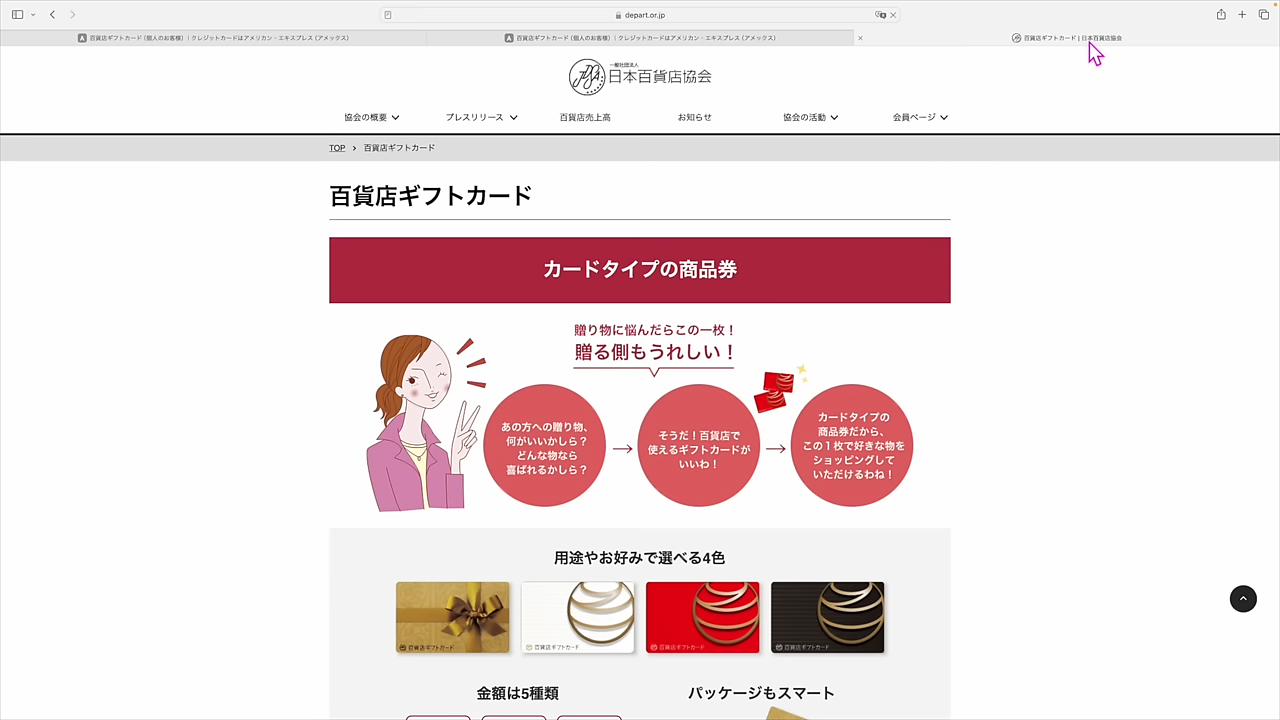 depart.or.jp
百貨店ギフトカード (個人のお客様) | クレジットカードはアメリカン・エキスプレス (アメックス)
百貨店ギフトカード (個人のお客様) | クレジットカードはアメリカン・エキスプレス (アメックス)
百貨店ギフトカード | 日本百貨店協会
一般社団法人
日本百貨店協会
協会の概要
プレスリリース
百貨店売上高
お知らせ
協会の活動
会員ページ
TOP > 百貨店ギフトカード
百貨店ギフトカード
カードタイプの商品券
贈り物に悩んだらこの一枚！
贈る側もうれしい！
あの方への贈り物、
何がいいかしら？
どんな物なら
喜ばれるかしら？
そうだ！百貨店で
使えるギフトカードが
いいわ！
カードタイプの
商品券だから、
この１枚で好きな物を
ショッピングして
いただけるわね！
用途やお好みで選べる4色
百貨店ギフトカード
百貨店ギフトカード
百貨店ギフトカード
百貨店ギフトカード
金額は5種類
パッケージもスマート